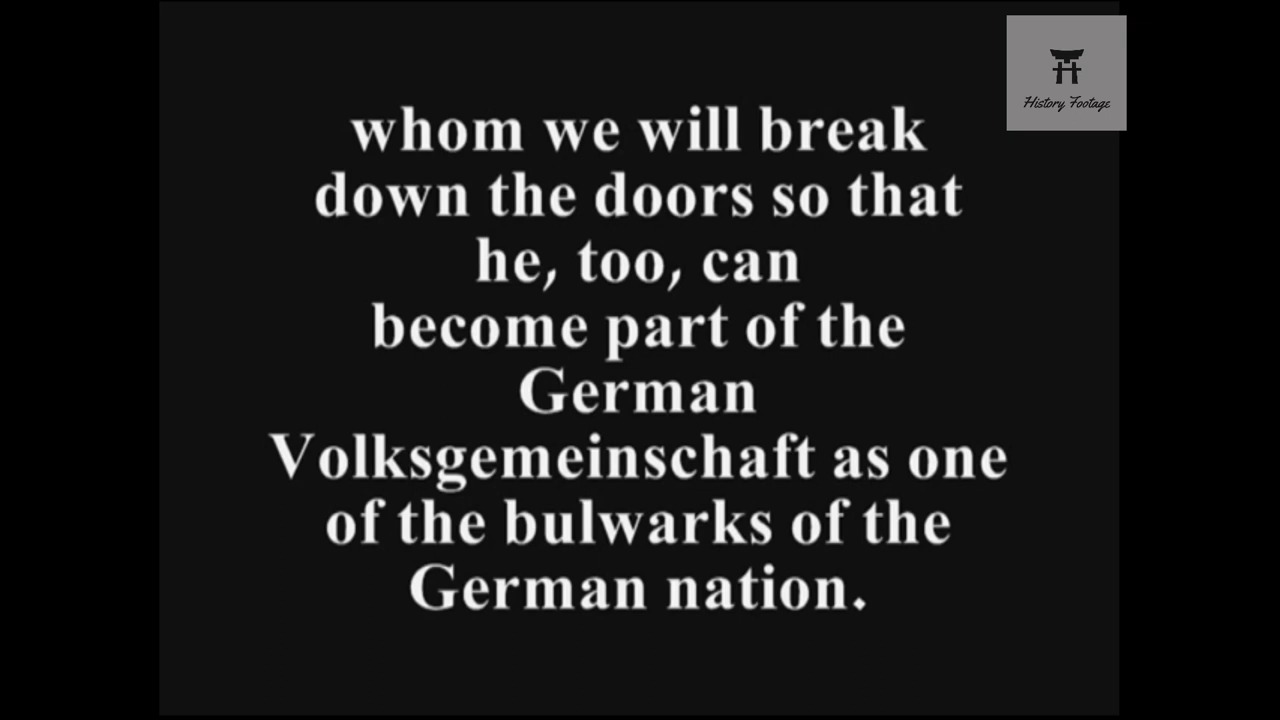 History Footage
whom we will break
down the doors so that
he, too, can
become part of the
German
Volksgemeinschaft as one
of the bulwarks of the
German nation.